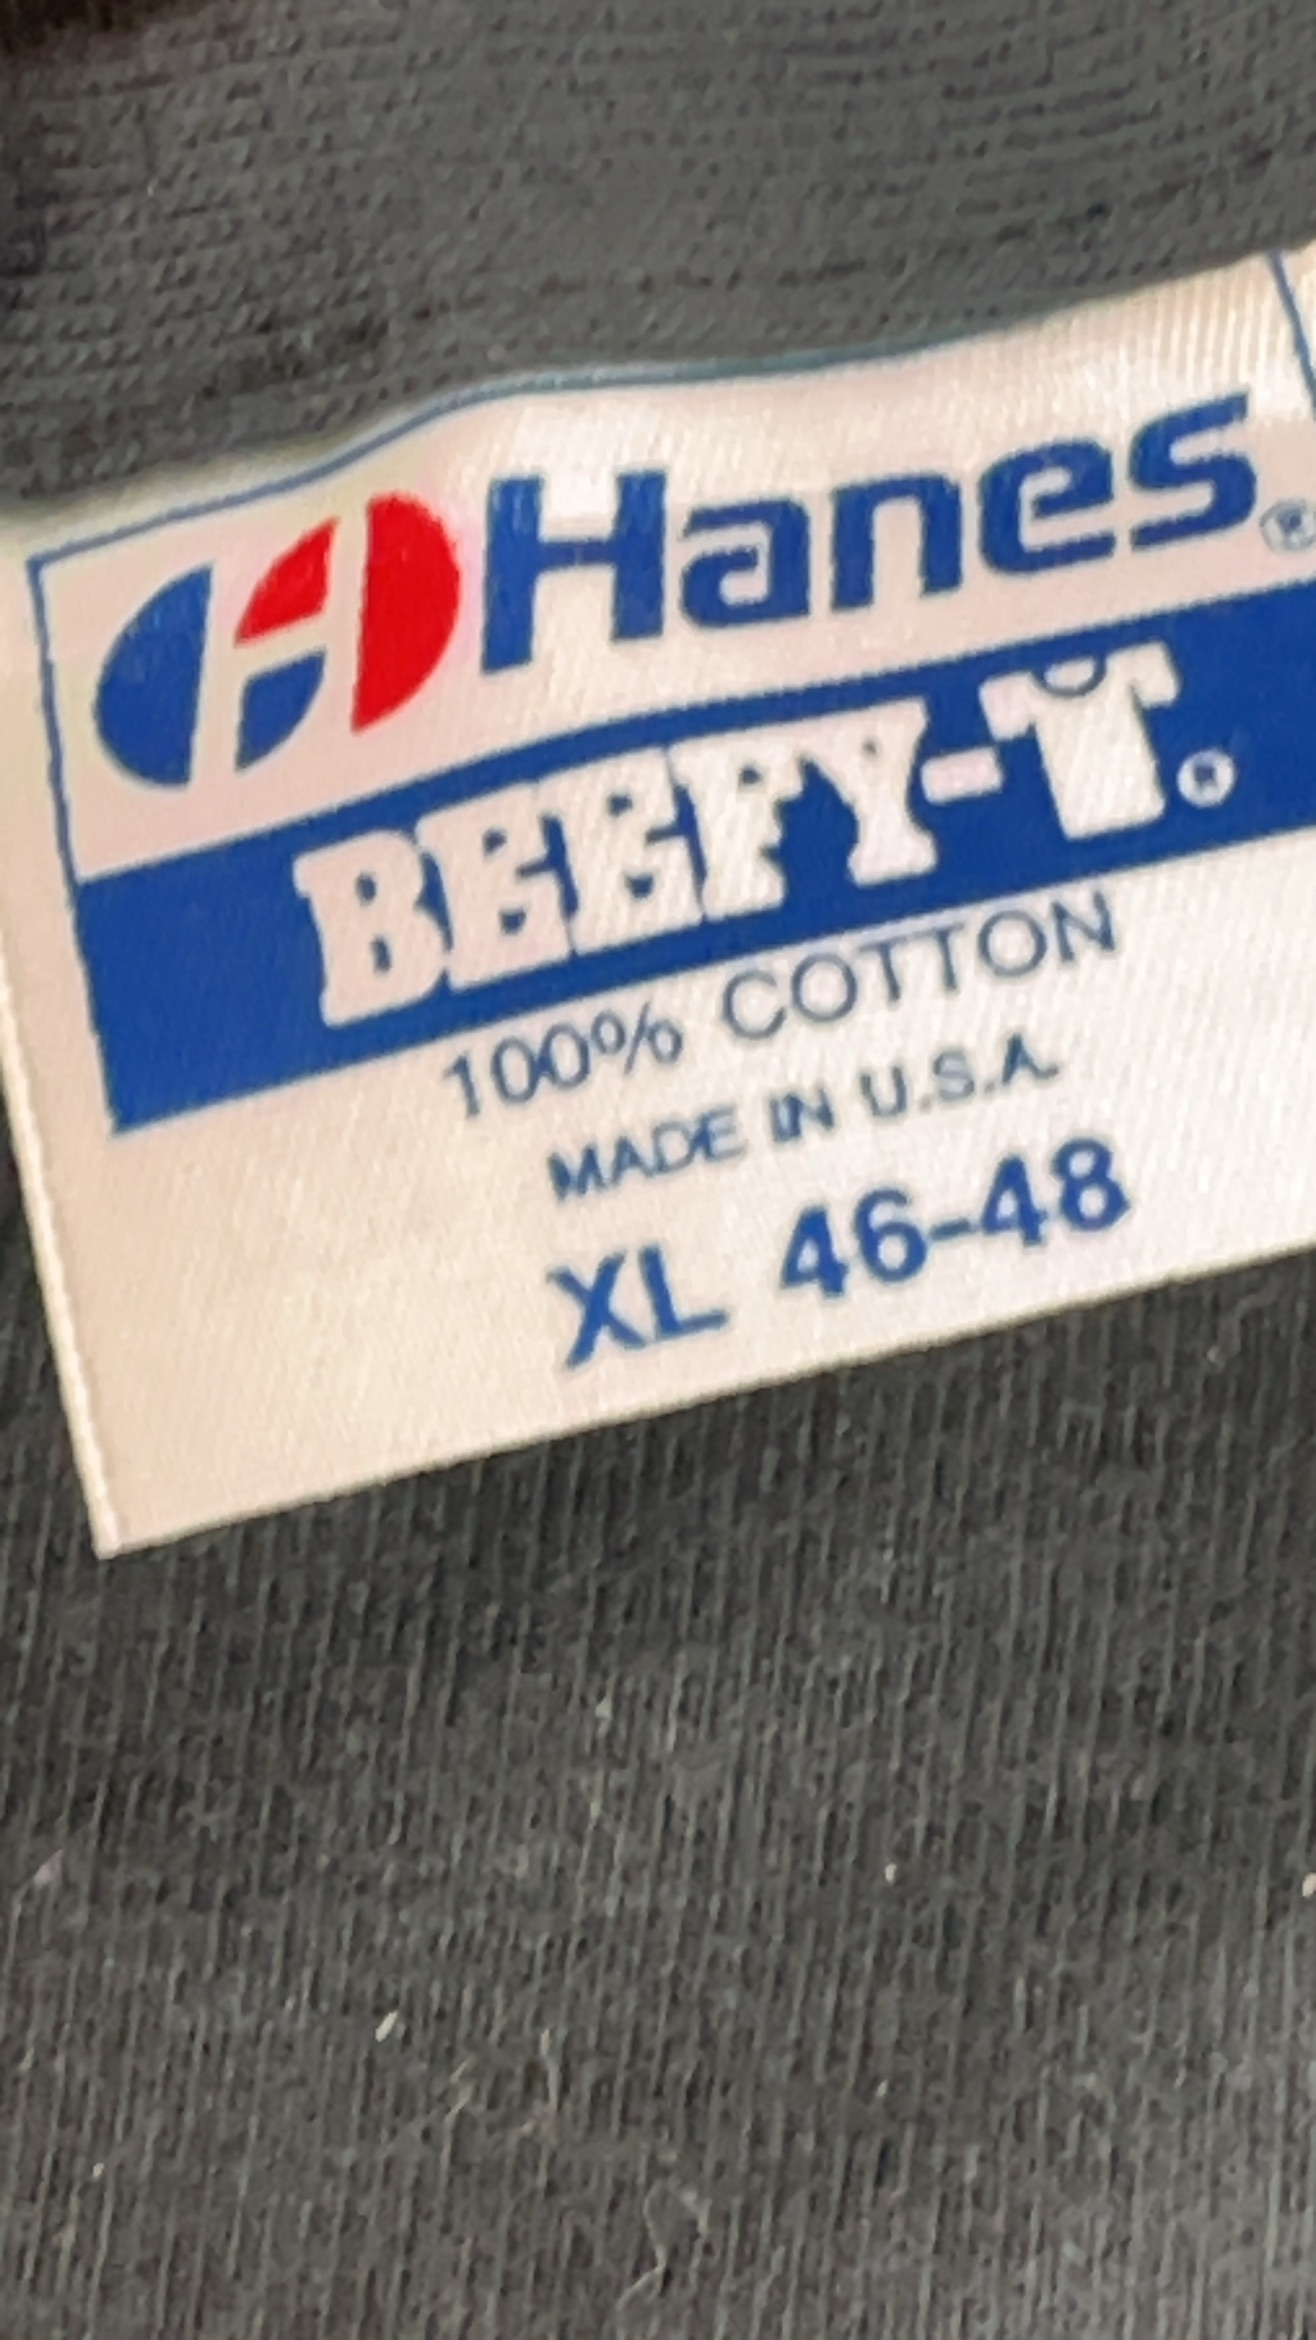 Hanes®
BEEFY-T®
100% COTTON
MADE IN U.S.A.
XL 46-48